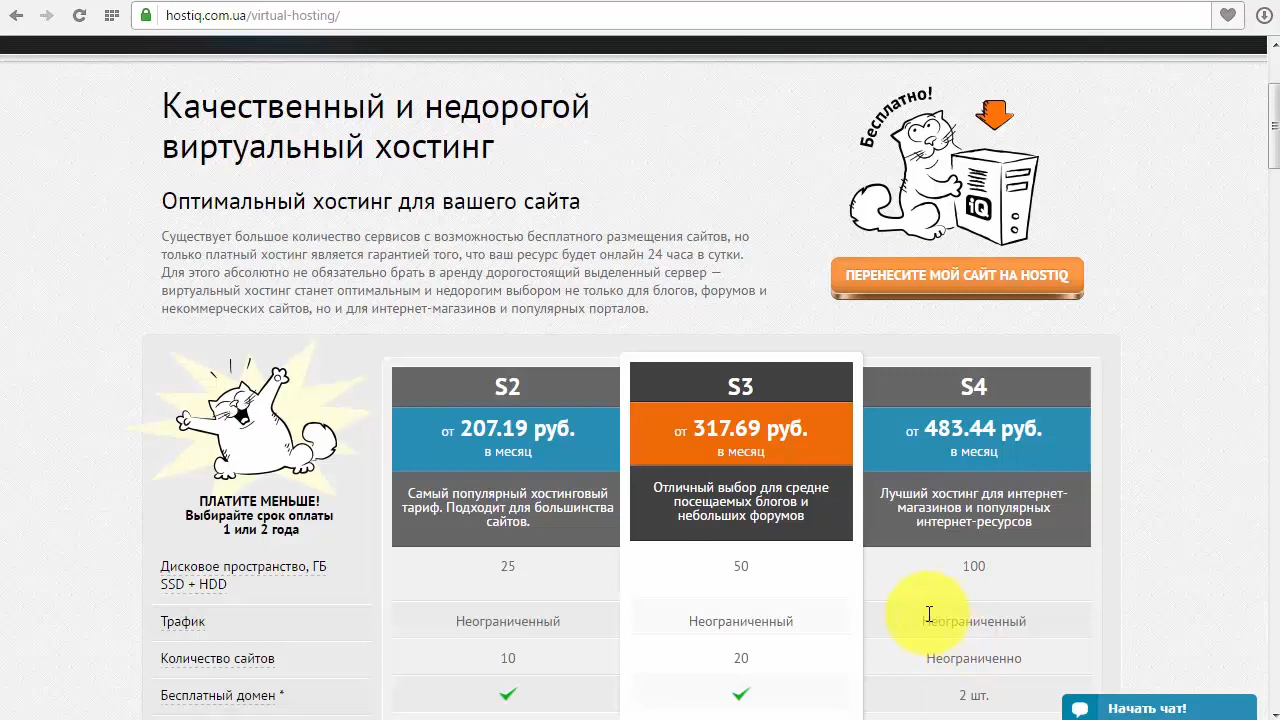 hostiq.com.ua/virtual-hosting/
Качественный и недорогой
виртуальный хостинг
Бесплатно!
iQ
Оптимальный хостинг для вашего сайта
Существует большое количество сервисов с возможностью бесплатного размещения сайтов, но
только платный хостинг является гарантией того, что ваш ресурс будет онлайн 24 часа в сутки.
Для этого абсолютно не обязательно брать в аренду дорогостоящий выделенный сервер —
виртуальный хостинг станет оптимальным и недорогим выбором не только для блогов, форумов и
некоммерческих сайтов, но и для интернет-магазинов и популярных порталов.
ПЕРЕНЕСИТЕ МОЙ САЙТ НА HOSTIQ
ПЛАТИТЕ МЕНЬШЕ!
Выбирайте срок оплаты
1 или 2 года
S2
от 207.19 руб.
в месяц
Самый популярный хостинговый
тариф. Подходит для большинства
сайтов.
S3
от 317.69 руб.
в месяц
Отличный выбор для средне
посещаемых блогов и
небольших форумов
S4
от 483.44 руб.
в месяц
Лучший хостинг для интернет-
магазинов и популярных
интернет-ресурсов
Дисковое пространство, ГБ
SSD + HDD
25 50 100
Трафик Неограниченный Неограниченный Неограниченный
Количество сайтов 10 20 Неограниченно
Бесплатный домен * 2 шт.
Начать чат!